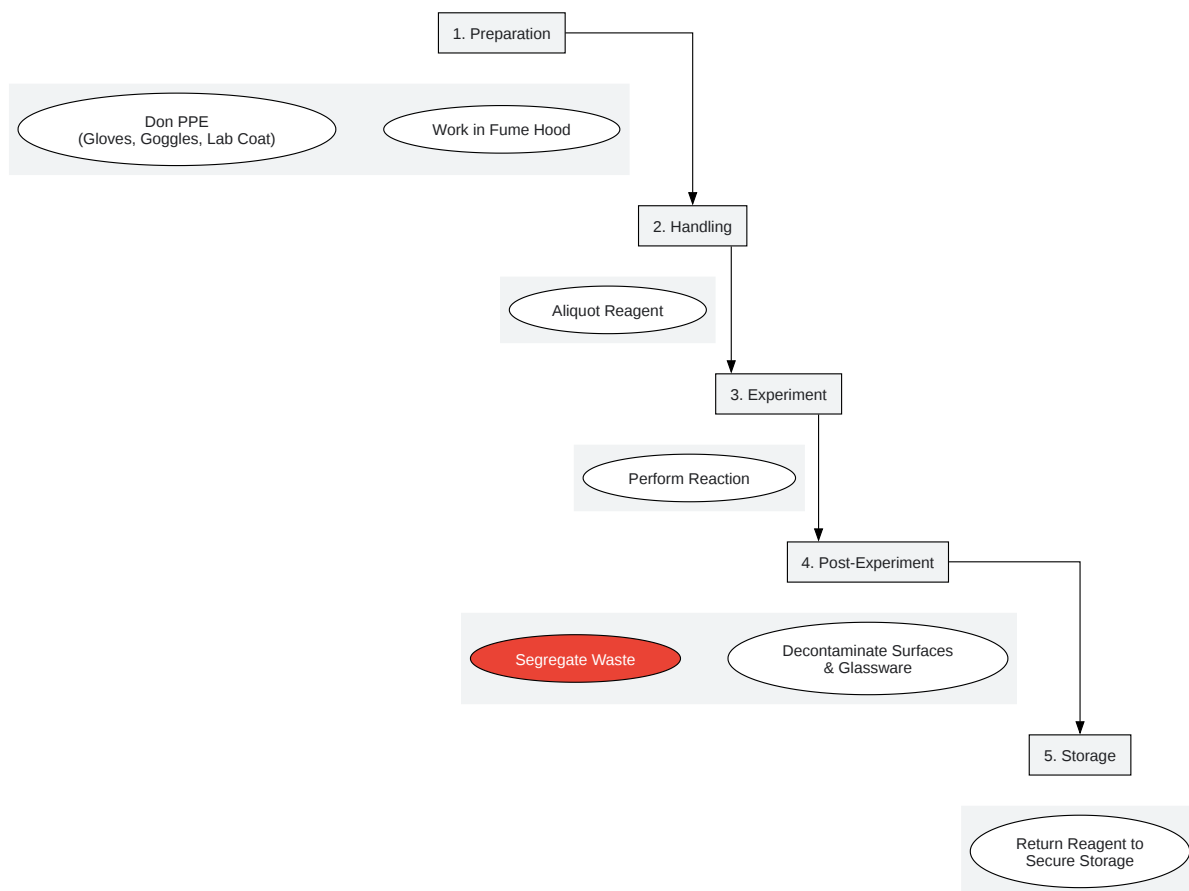 1. Preparation
Don PPE
(Gloves, Goggles, Lab Coat)
Work in Fume Hood
2. Handling
Aliquot Reagent
3. Experiment
Perform Reaction
4. Post-Experiment
Segregate Waste
Decontaminate Surfaces
& Glassware
5. Storage
Return Reagent to
Secure Storage